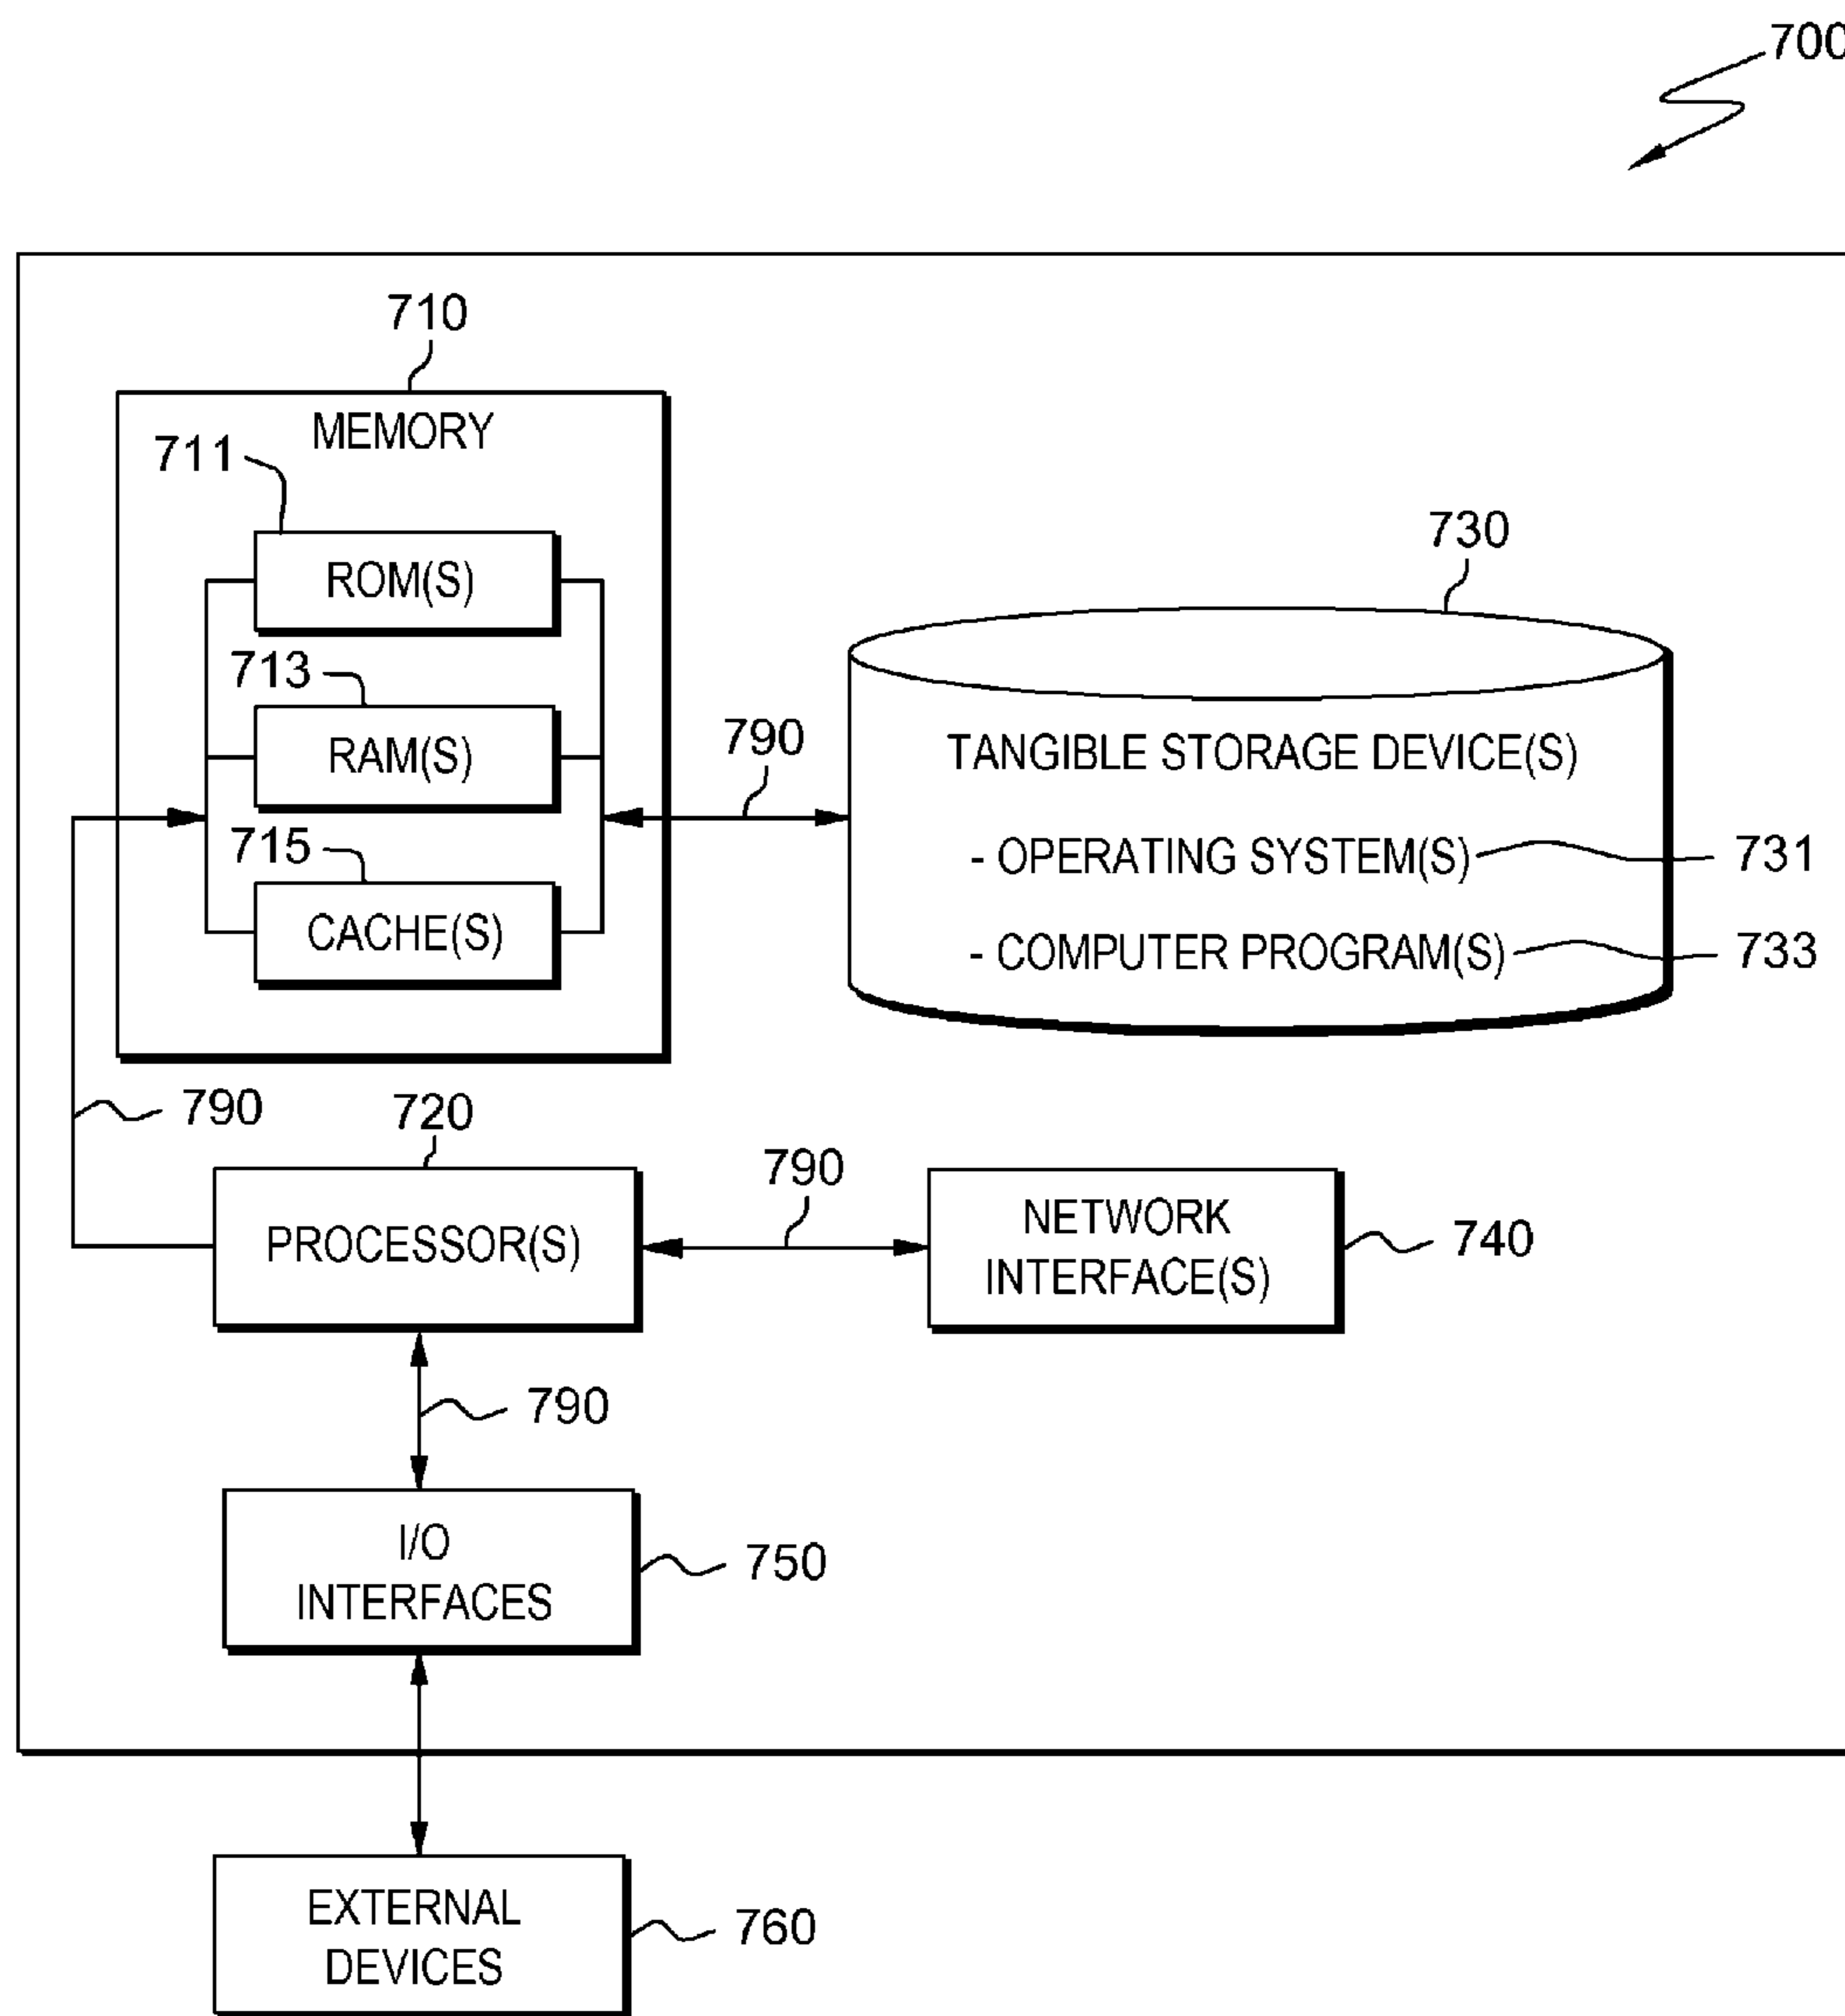 700
710
MEMORY
711
ROM(S)
713
RAM(S)
715
CACHE(S)
790
730
TANGIBLE STORAGE DEVICE(S)
- OPERATING SYSTEM(S)
731
- COMPUTER PROGRAM(S)
733
790
720
PROCESSOR(S)
790
NETWORK
INTERFACE(S)
740
790
I/O
INTERFACES
750
EXTERNAL
DEVICES
760